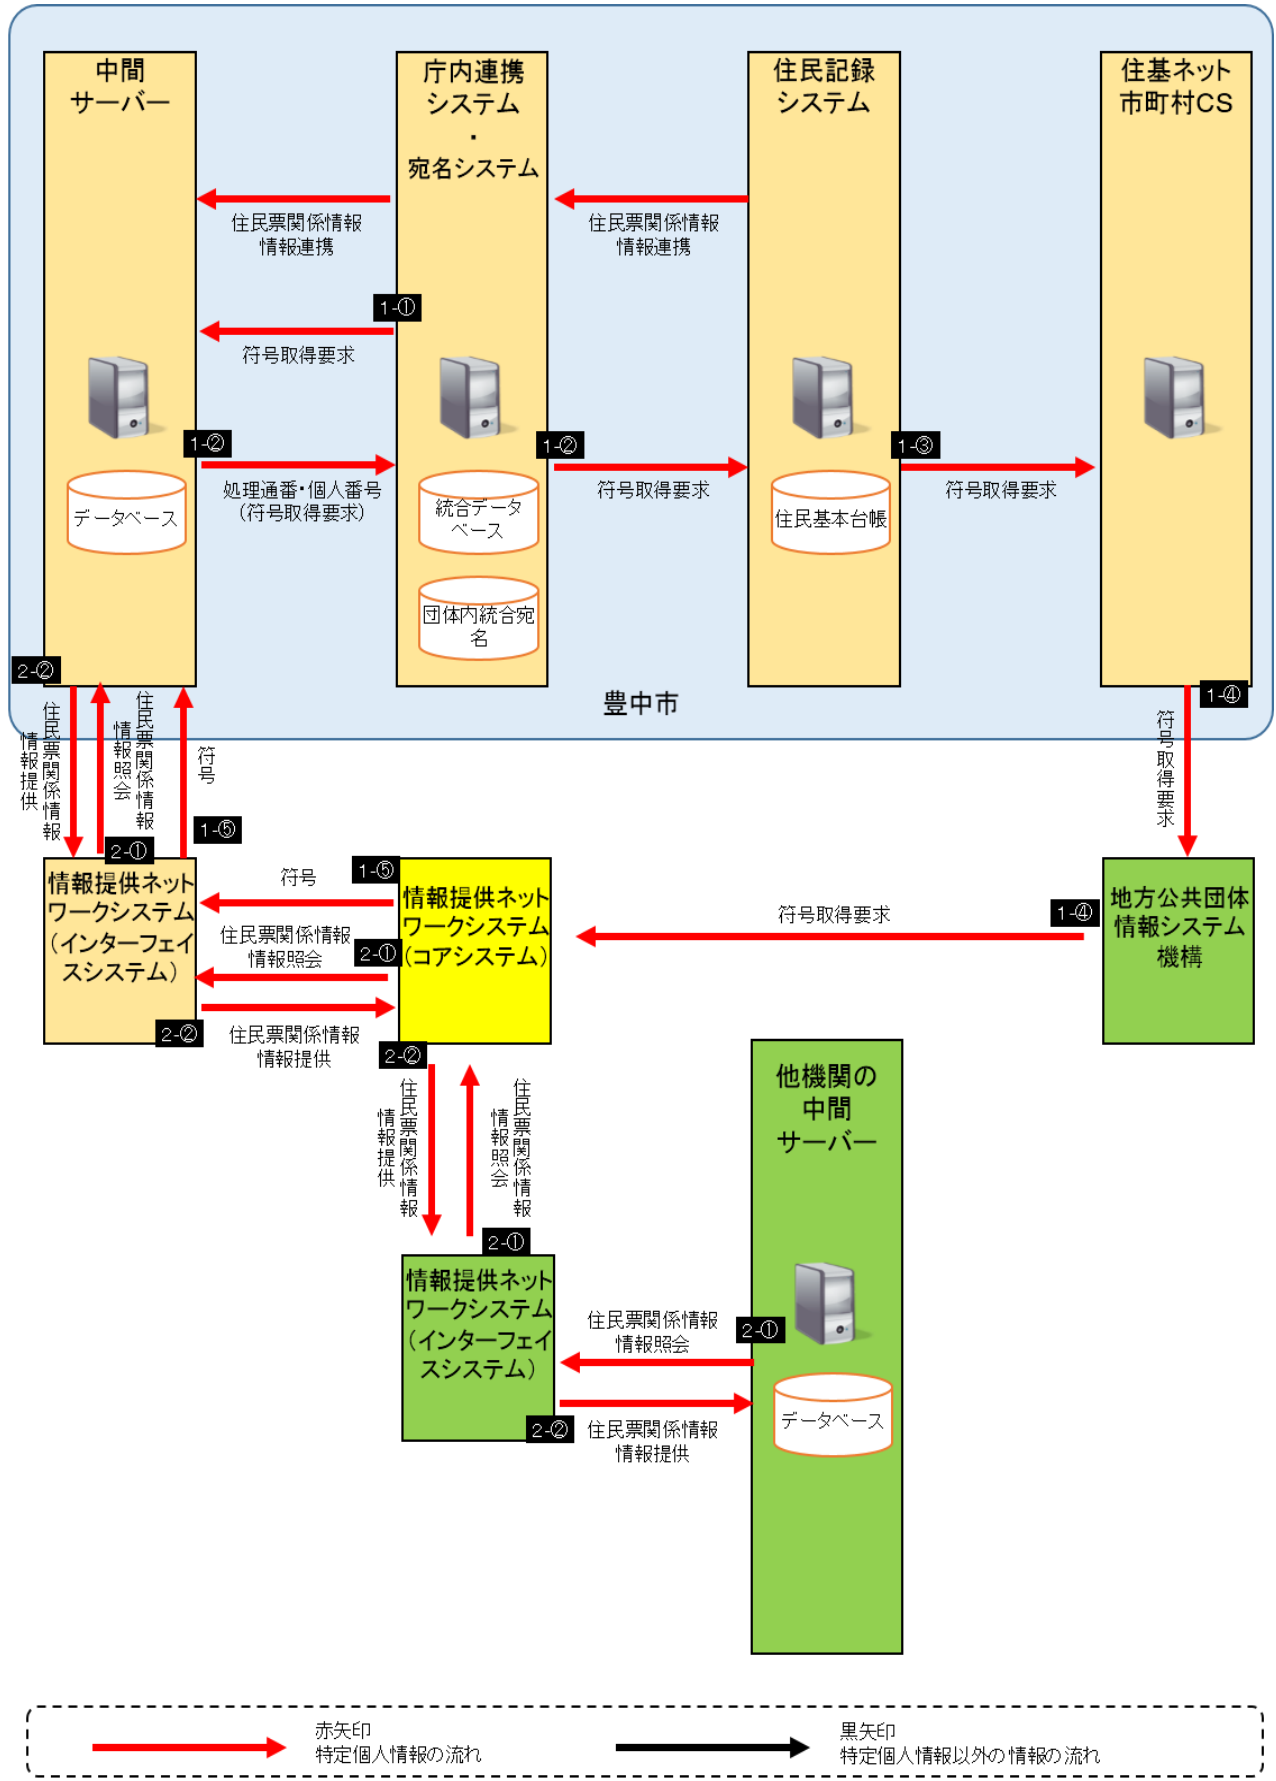 中間
サーバー
庁内連携
システム
・
宛名システム
住民記録
システム
住基ネット
市町村CS
住民票関係情報
情報連携
住民票関係情報
情報連携
1-①
符号取得要求
1-②
処理通番・個人番号
（符号取得要求）
1-②
符号取得要求
1-③
符号取得要求
データベース
統合データ
ベース
団体内統合宛
名
住民基本台帳
豊中市
2-②
住民票関係情報
情報提供
住民票関係情報
情報照会
2-①
符号
1-⑤
1-④
符号取得要求
情報提供ネット
ワークシステム
（インターフェイ
スシステム）
1-⑤
符号
2-①
住民票関係情報
情報照会
2-②
住民票関係情報
情報提供
情報提供ネット
ワークシステム
（コアシステム）
符号取得要求
1-④
地方公共団体
情報システム
機構
2-②
住民票関係情報
情報提供
住民票関係情報
情報照会
2-①
情報提供ネット
ワークシステム
（インターフェイ
スシステム）
2-②
他機関の
中間
サーバー
2-①
住民票関係情報
情報照会
住民票関係情報
情報提供
データベース
赤矢印
特定個人情報の流れ
黒矢印
特定個人情報以外の情報の流れ